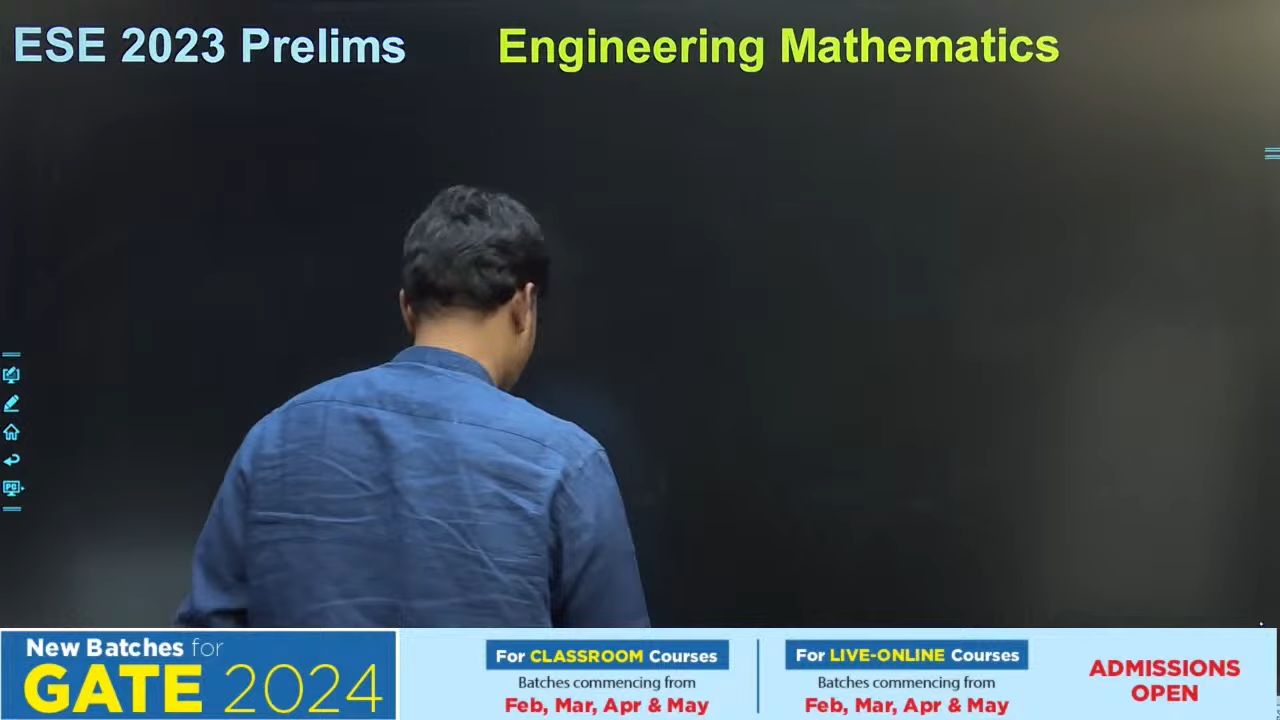 ESE 2023 Prelims
Engineering Mathematics
PC
New Batches for
GATE 2024
For CLASSROOM Courses
Batches commencing from
Feb, Mar, Apr & May
For LIVE-ONLINE Courses
Batches commencing from
Feb, Mar, Apr & May
ADMISSIONS
OPEN